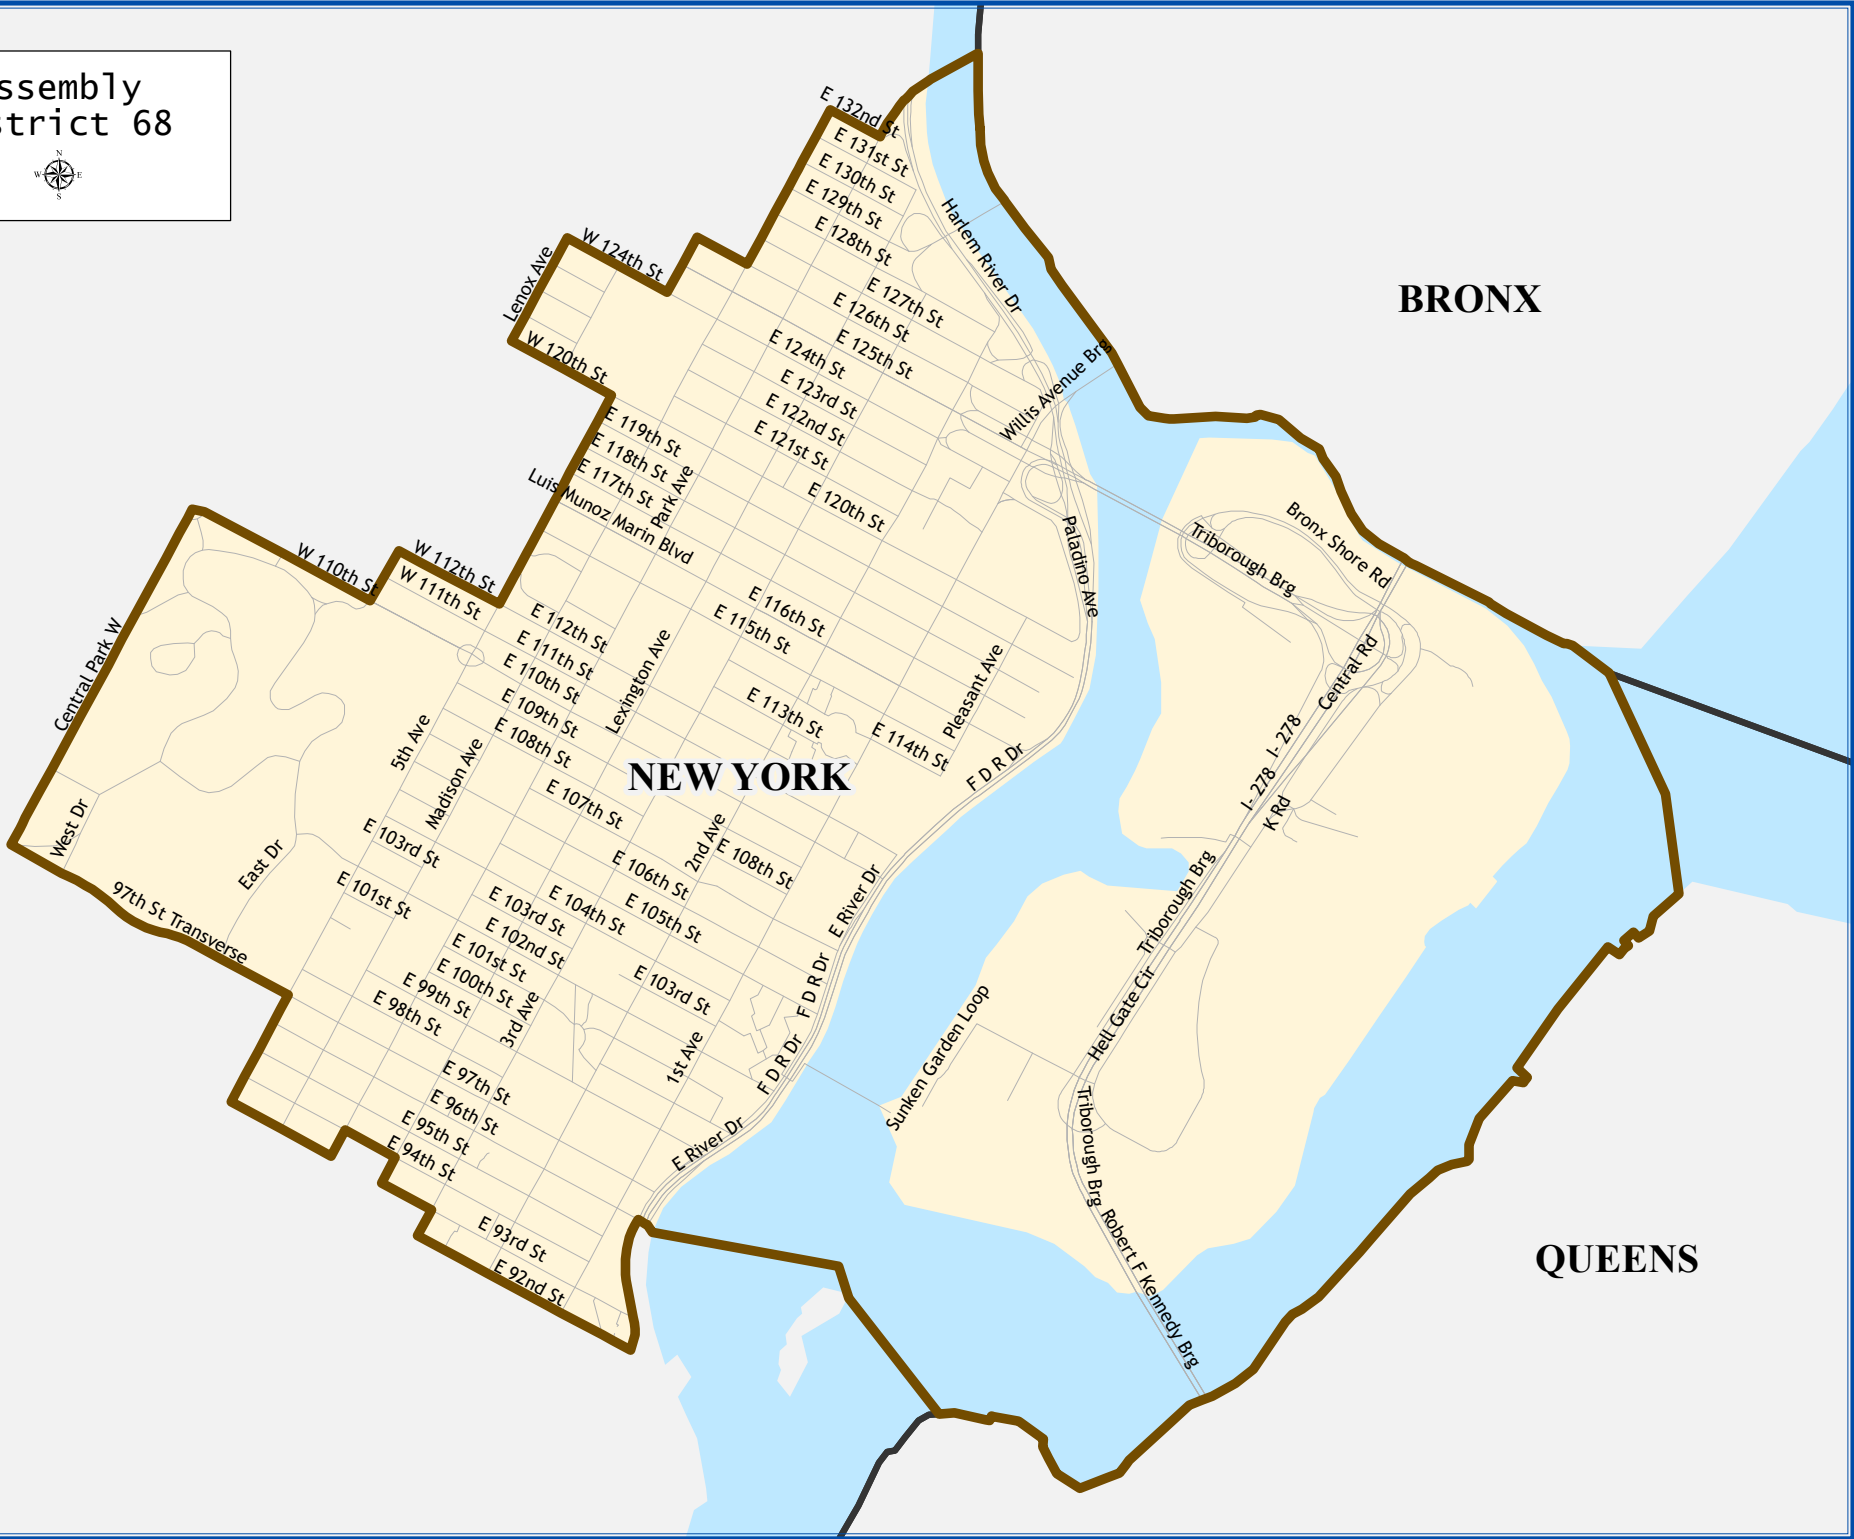 ssembly
strict 68
N
W
E
S
E 132nd St
E 131st St
E 130th St
E 129th St
E 128th St
Harlem River Dr
W 124th St
Lenox Ave
E 127th St
E 126th St
E 125th St
BRONX
W 120th St
E 124th St
E 123rd St
E 122nd St
E 121st St
Willis Avenue Brg
E 119th St
E 118th St
E 117th St
Park Ave
Luis Munoz Marin Blvd
E 120th St
Paladino Ave
Triborough Brg
Bronx Shore Rd
W 110th St
W 112th St
W 111th St
E 116th St
E 115th St
E 112th St
E 111th St
E 110th St
E 109th St
E 108th St
Lexington Ave
Central Park W
Pleasant Ave
Central Rd
E 113th St
E 114th St
5th Ave
Madison Ave
I- 278
I- 278
K Rd
NEW YORK
F D R Dr
E 107th St
West Dr
East Dr
E 103rd St
2nd Ave
E 108th St
E 106th St
E 101st St
E 103rd St
E 104th St
E 105th St
E River Dr
Triborough Brg
97th St Transverse
E 102nd St
E 101st St
E 100th St
E 99th St
E 98th St
E 103rd St
F D R Dr
3rd Ave
1st Ave
F D R Dr
Hell Gate Cir
Sunken Garden Loop
E 97th St
E 96th St
E 95th St
E 94th St
E River Dr
Triborough Brg
Robert F Kennedy Brg
E 93rd St
E 92nd St
QUEENS